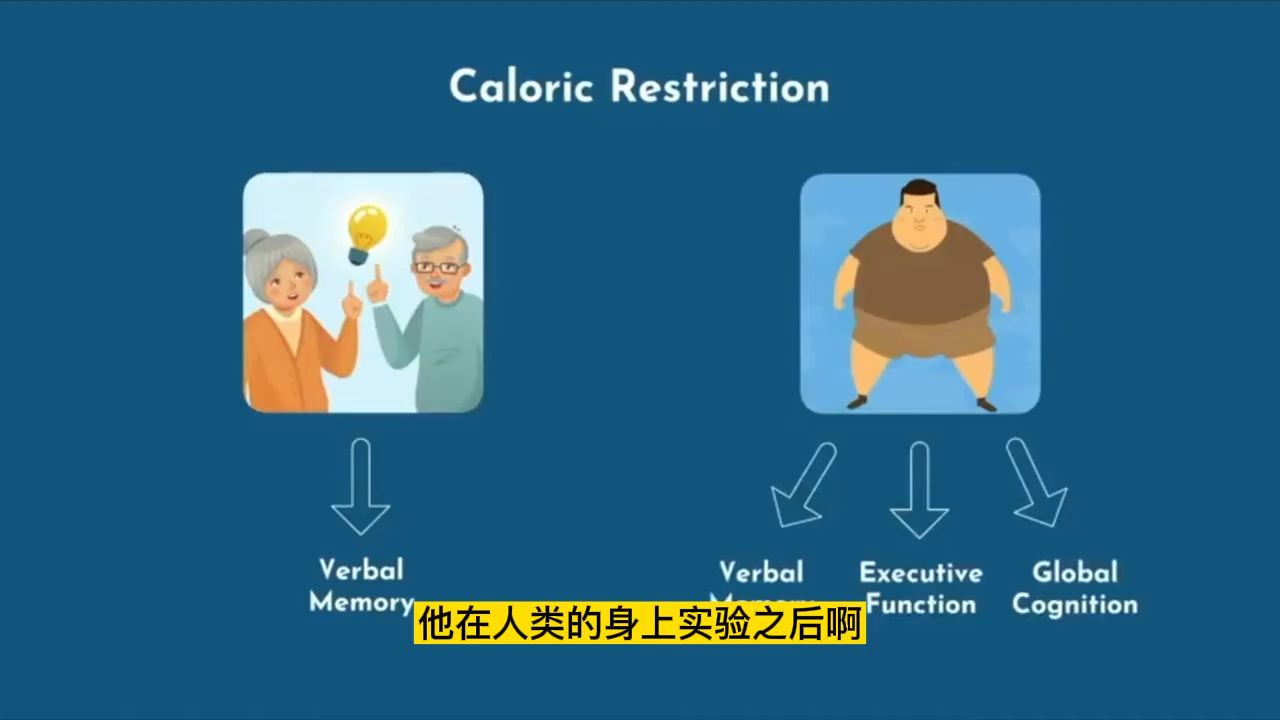 Caloric Restriction
Verbal
Memory
Verbal
Executive
Function
Global
Cognition
他在人类的身上实验之后啊